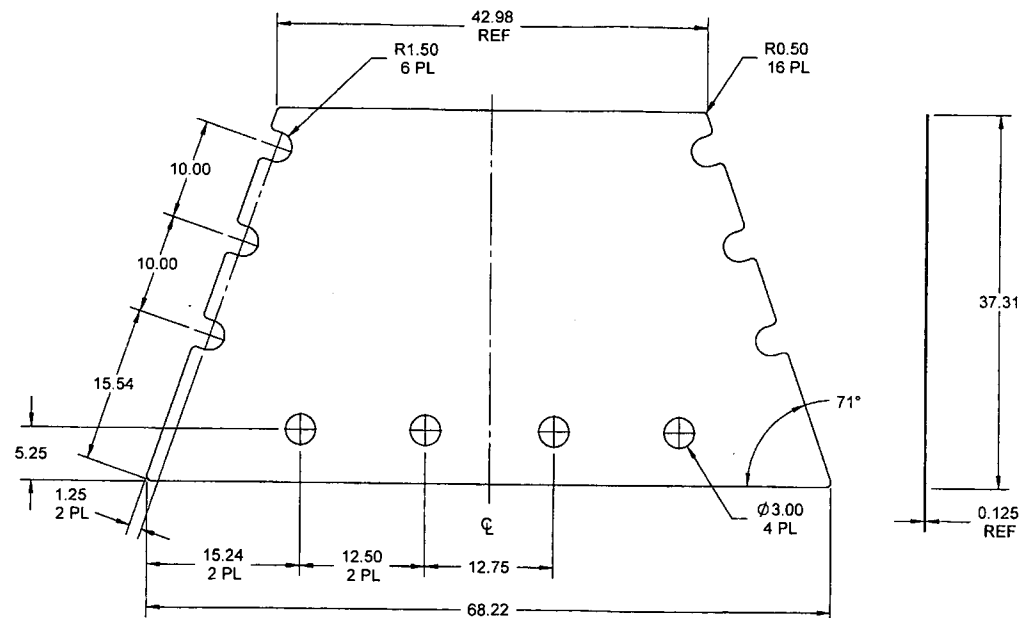 42.98
REF
R1.50
6 PL
R0.50
16 PL
10.00
10.00
37.31
15.54
71°
5.25
1.25
2 PL
℄
Ø3.00
4 PL
0.125
REF
15.24
2 PL
12.50
2 PL
12.75
68.22